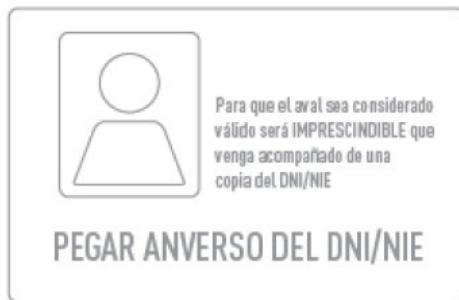 Para que el aval sea considerado
válido será IMPRESCINDIBLE que
venga acompañado de una
copia del DNI/NIE
PEGAR ANVERSO DEL DNI/NIE